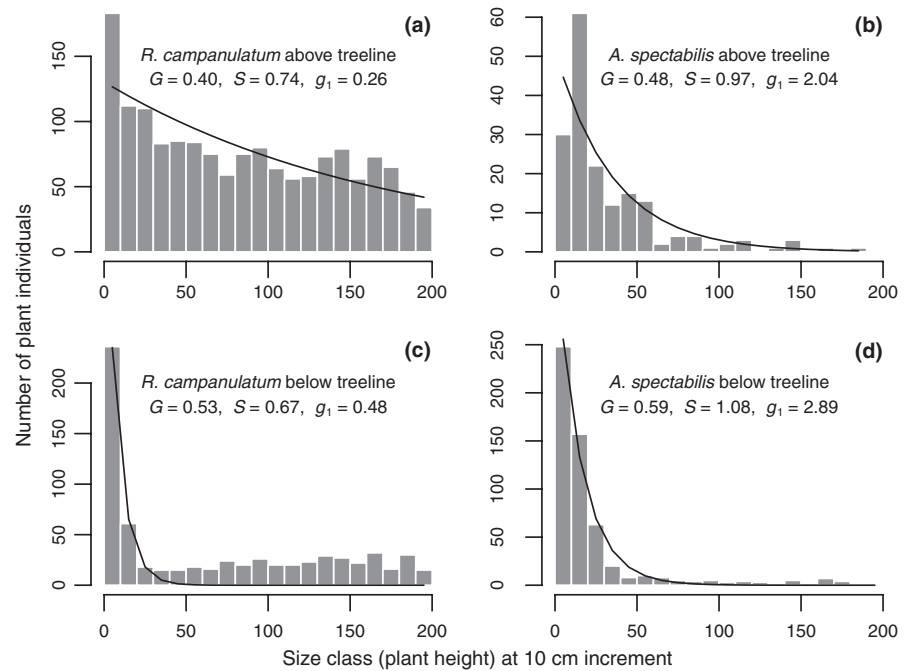 (a)
R. campanulatum above treeline
G = 0.40, S = 0.74, g₁ = 0.26
150
100
50
0
0 50 100 150 200
(b)
A. spectabilis above treeline
G = 0.48, S = 0.97, g₁ = 2.04
60
50
40
30
20
10
0
0 50 100 150 200
(c)
R. campanulatum below treeline
G = 0.53, S = 0.67, g₁ = 0.48
200
150
100
50
0
0 50 100 150 200
(d)
A. spectabilis below treeline
G = 0.59, S = 1.08, g₁ = 2.89
250
200
150
100
50
0
0 50 100 150 200
Number of plant individuals
Size class (plant height) at 10 cm increment